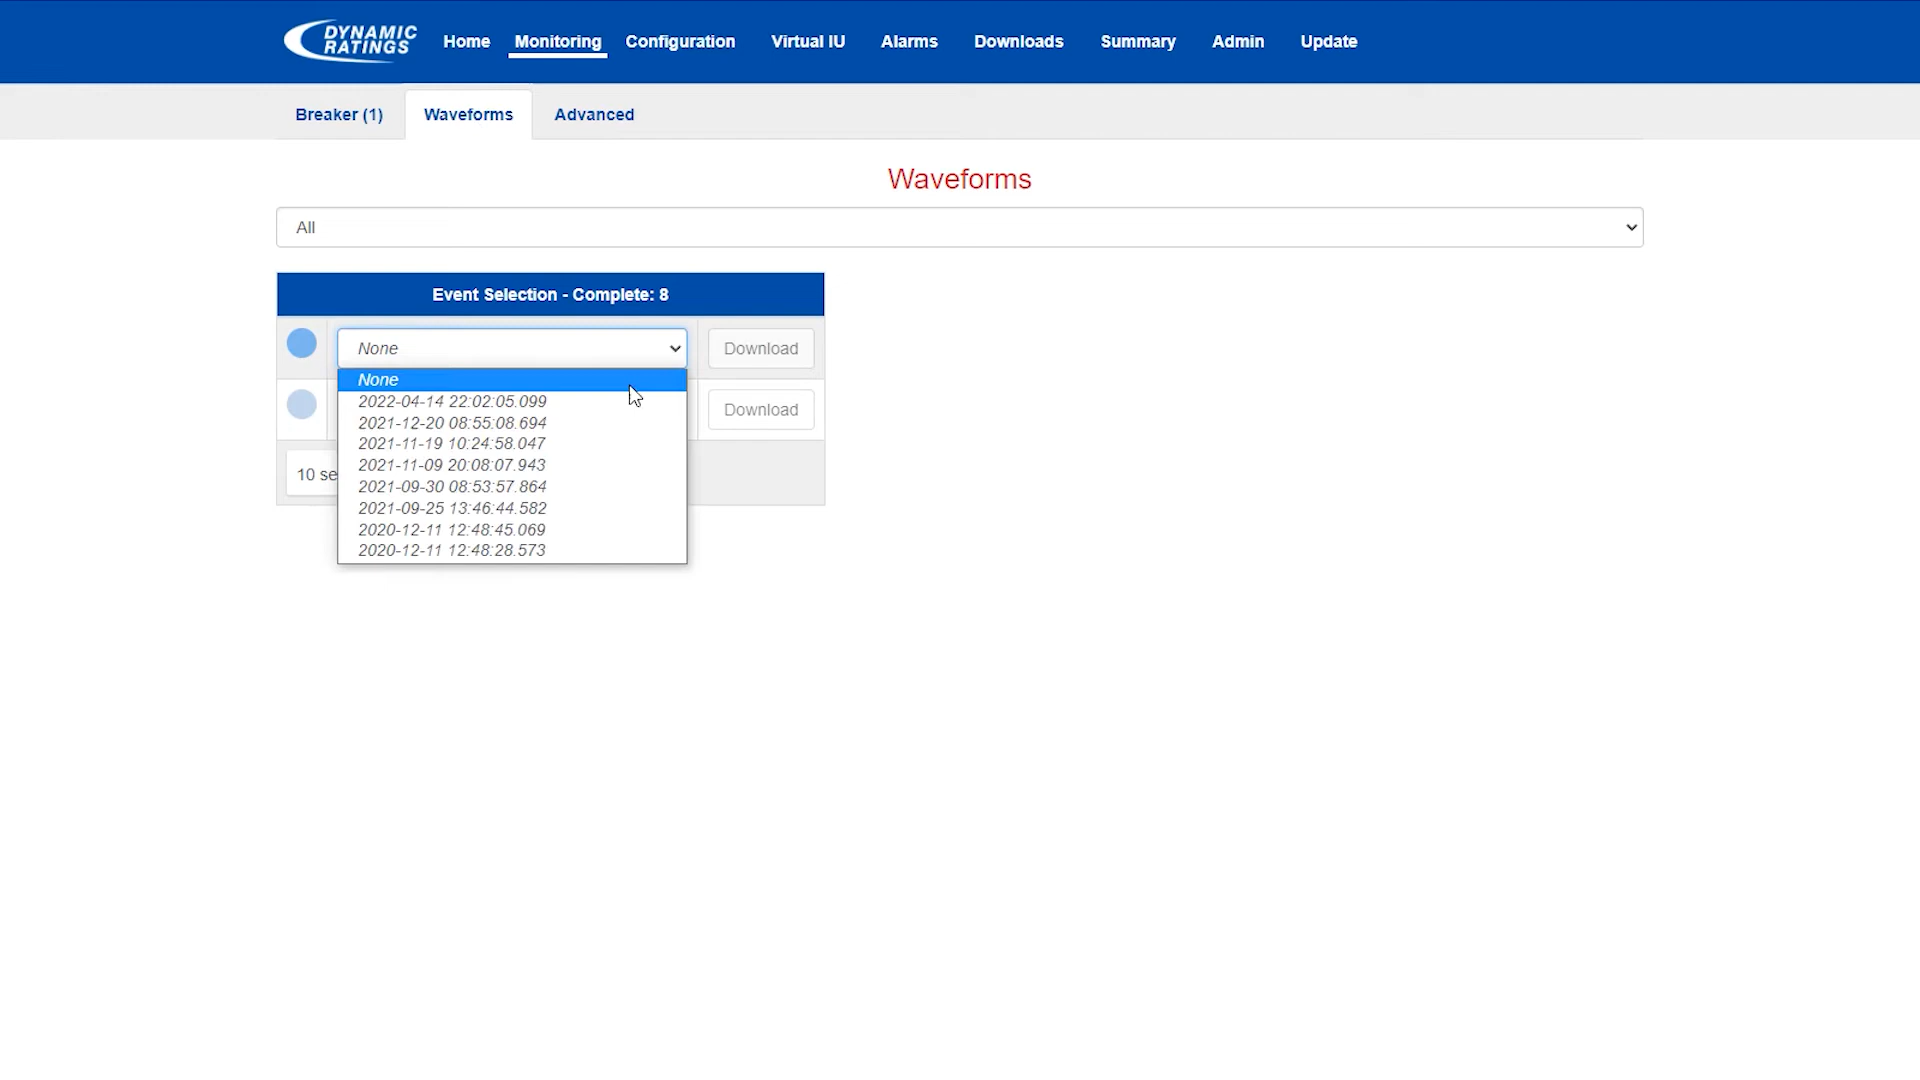 DYNAMIC
RATINGS
Home Monitoring Configuration Virtual IU Alarms Downloads Summary Admin Update
Breaker (1) Waveforms Advanced
Waveforms
All
Event Selection - Complete: 8
None Download
None
2022-04-14 22:02:05.099
Download
2021-12-20 08:55:08.694
2021-11-19 10:24:58.047
2021-11-09 20:08:07.943
10 se
2021-09-30 08:53:57.864
2021-09-25 13:46:44.582
2020-12-11 12:48:45.069
2020-12-11 12:48:28.573